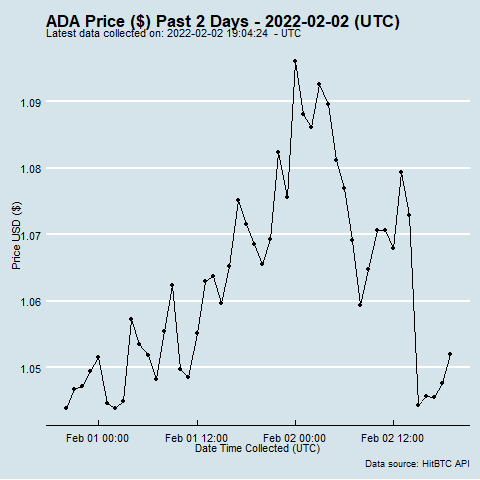 ADA Price ($) Past 2 Days - 2022-02-02 (UTC)
Latest data collected on: 2022-02-02 19:04:24 - UTC
1.09
1.08
1.07
1.06
1.05
Price USD ($)
Feb 01 00:00 Feb 01 12:00 Feb 02 00:00 Feb 02 12:00
Date Time Collected (UTC)
Data source: HitBTC API